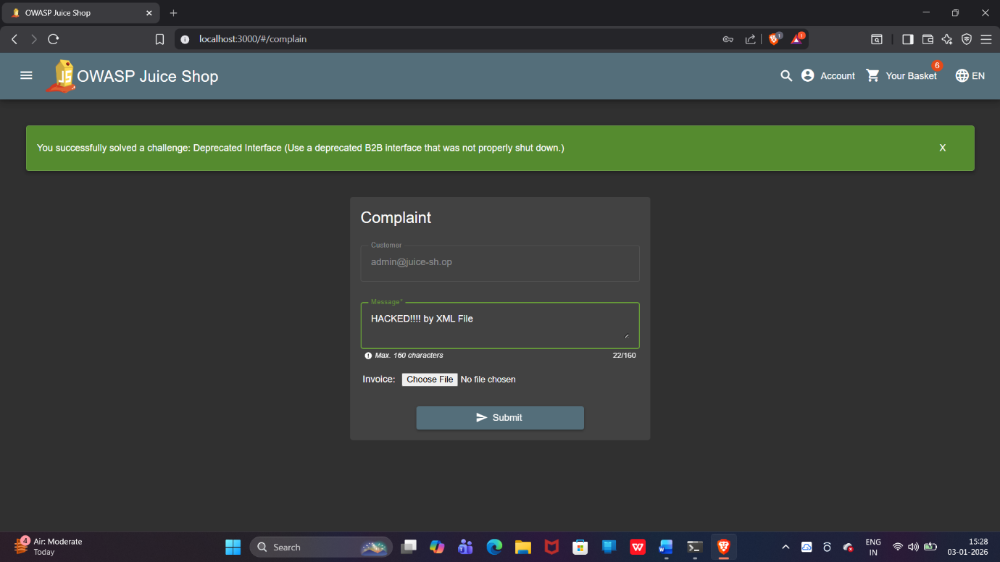 OWASP Juice Shop
localhost:3000/#/complain
1
1
JS
OWASP Juice Shop
Account
Your Basket
6
EN
You successfully solved a challenge: Deprecated Interface (Use a deprecated B2B interface that was not properly shut down.)
X
Complaint
Customer
admin@juice-sh.op
Message*
HACKED!!!! by XML File
Max. 160 characters
22/160
Invoice:
Choose File
No file chosen
Submit
4
Air: Moderate
Today
Search
ENG
IN
15:28
03-01-2026